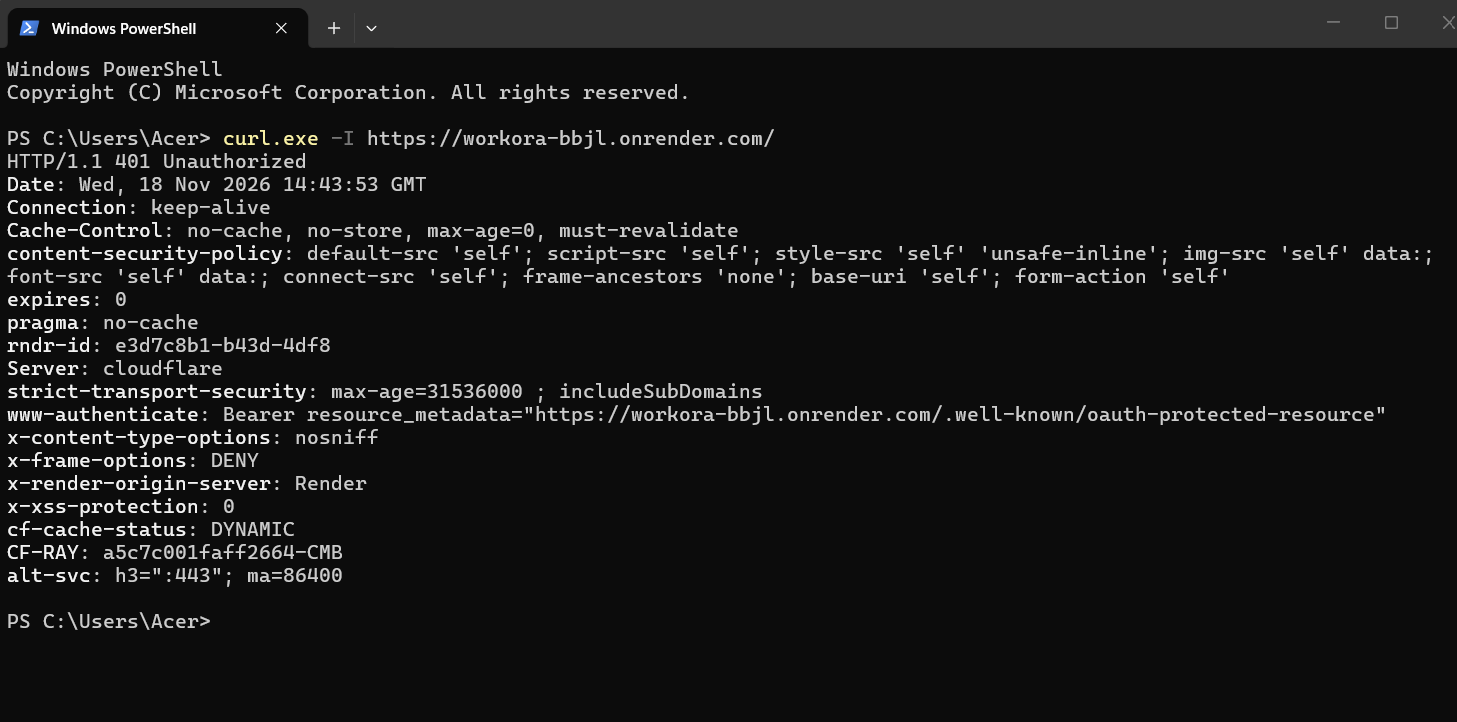 Windows PowerShell
Windows PowerShell
Copyright (C) Microsoft Corporation. All rights reserved.
PS C:\Users\Acer> curl.exe -I https://workora-bbjl.onrender.com/
HTTP/1.1 401 Unauthorized
Date: Wed, 18 Nov 2026 14:43:53 GMT
Connection: keep-alive
Cache-Control: no-cache, no-store, max-age=0, must-revalidate
content-security-policy: default-src 'self'; script-src 'self'; style-src 'self' 'unsafe-inline'; img-src 'self' data:;
font-src 'self' data:; connect-src 'self'; frame-ancestors 'none'; base-uri 'self'; form-action 'self'
expires: 0
pragma: no-cache
rndr-id: e3d7c8b1-b43d-4df8
Server: cloudflare
strict-transport-security: max-age=31536000 ; includeSubDomains
www-authenticate: Bearer resource_metadata="https://workora-bbjl.onrender.com/.well-known/oauth-protected-resource"
x-content-type-options: nosniff
x-frame-options: DENY
x-render-origin-server: Render
x-xss-protection: 0
cf-cache-status: DYNAMIC
CF-RAY: a5c7c001faff2664-CMB
alt-svc: h3=":443"; ma=86400
PS C:\Users\Acer>